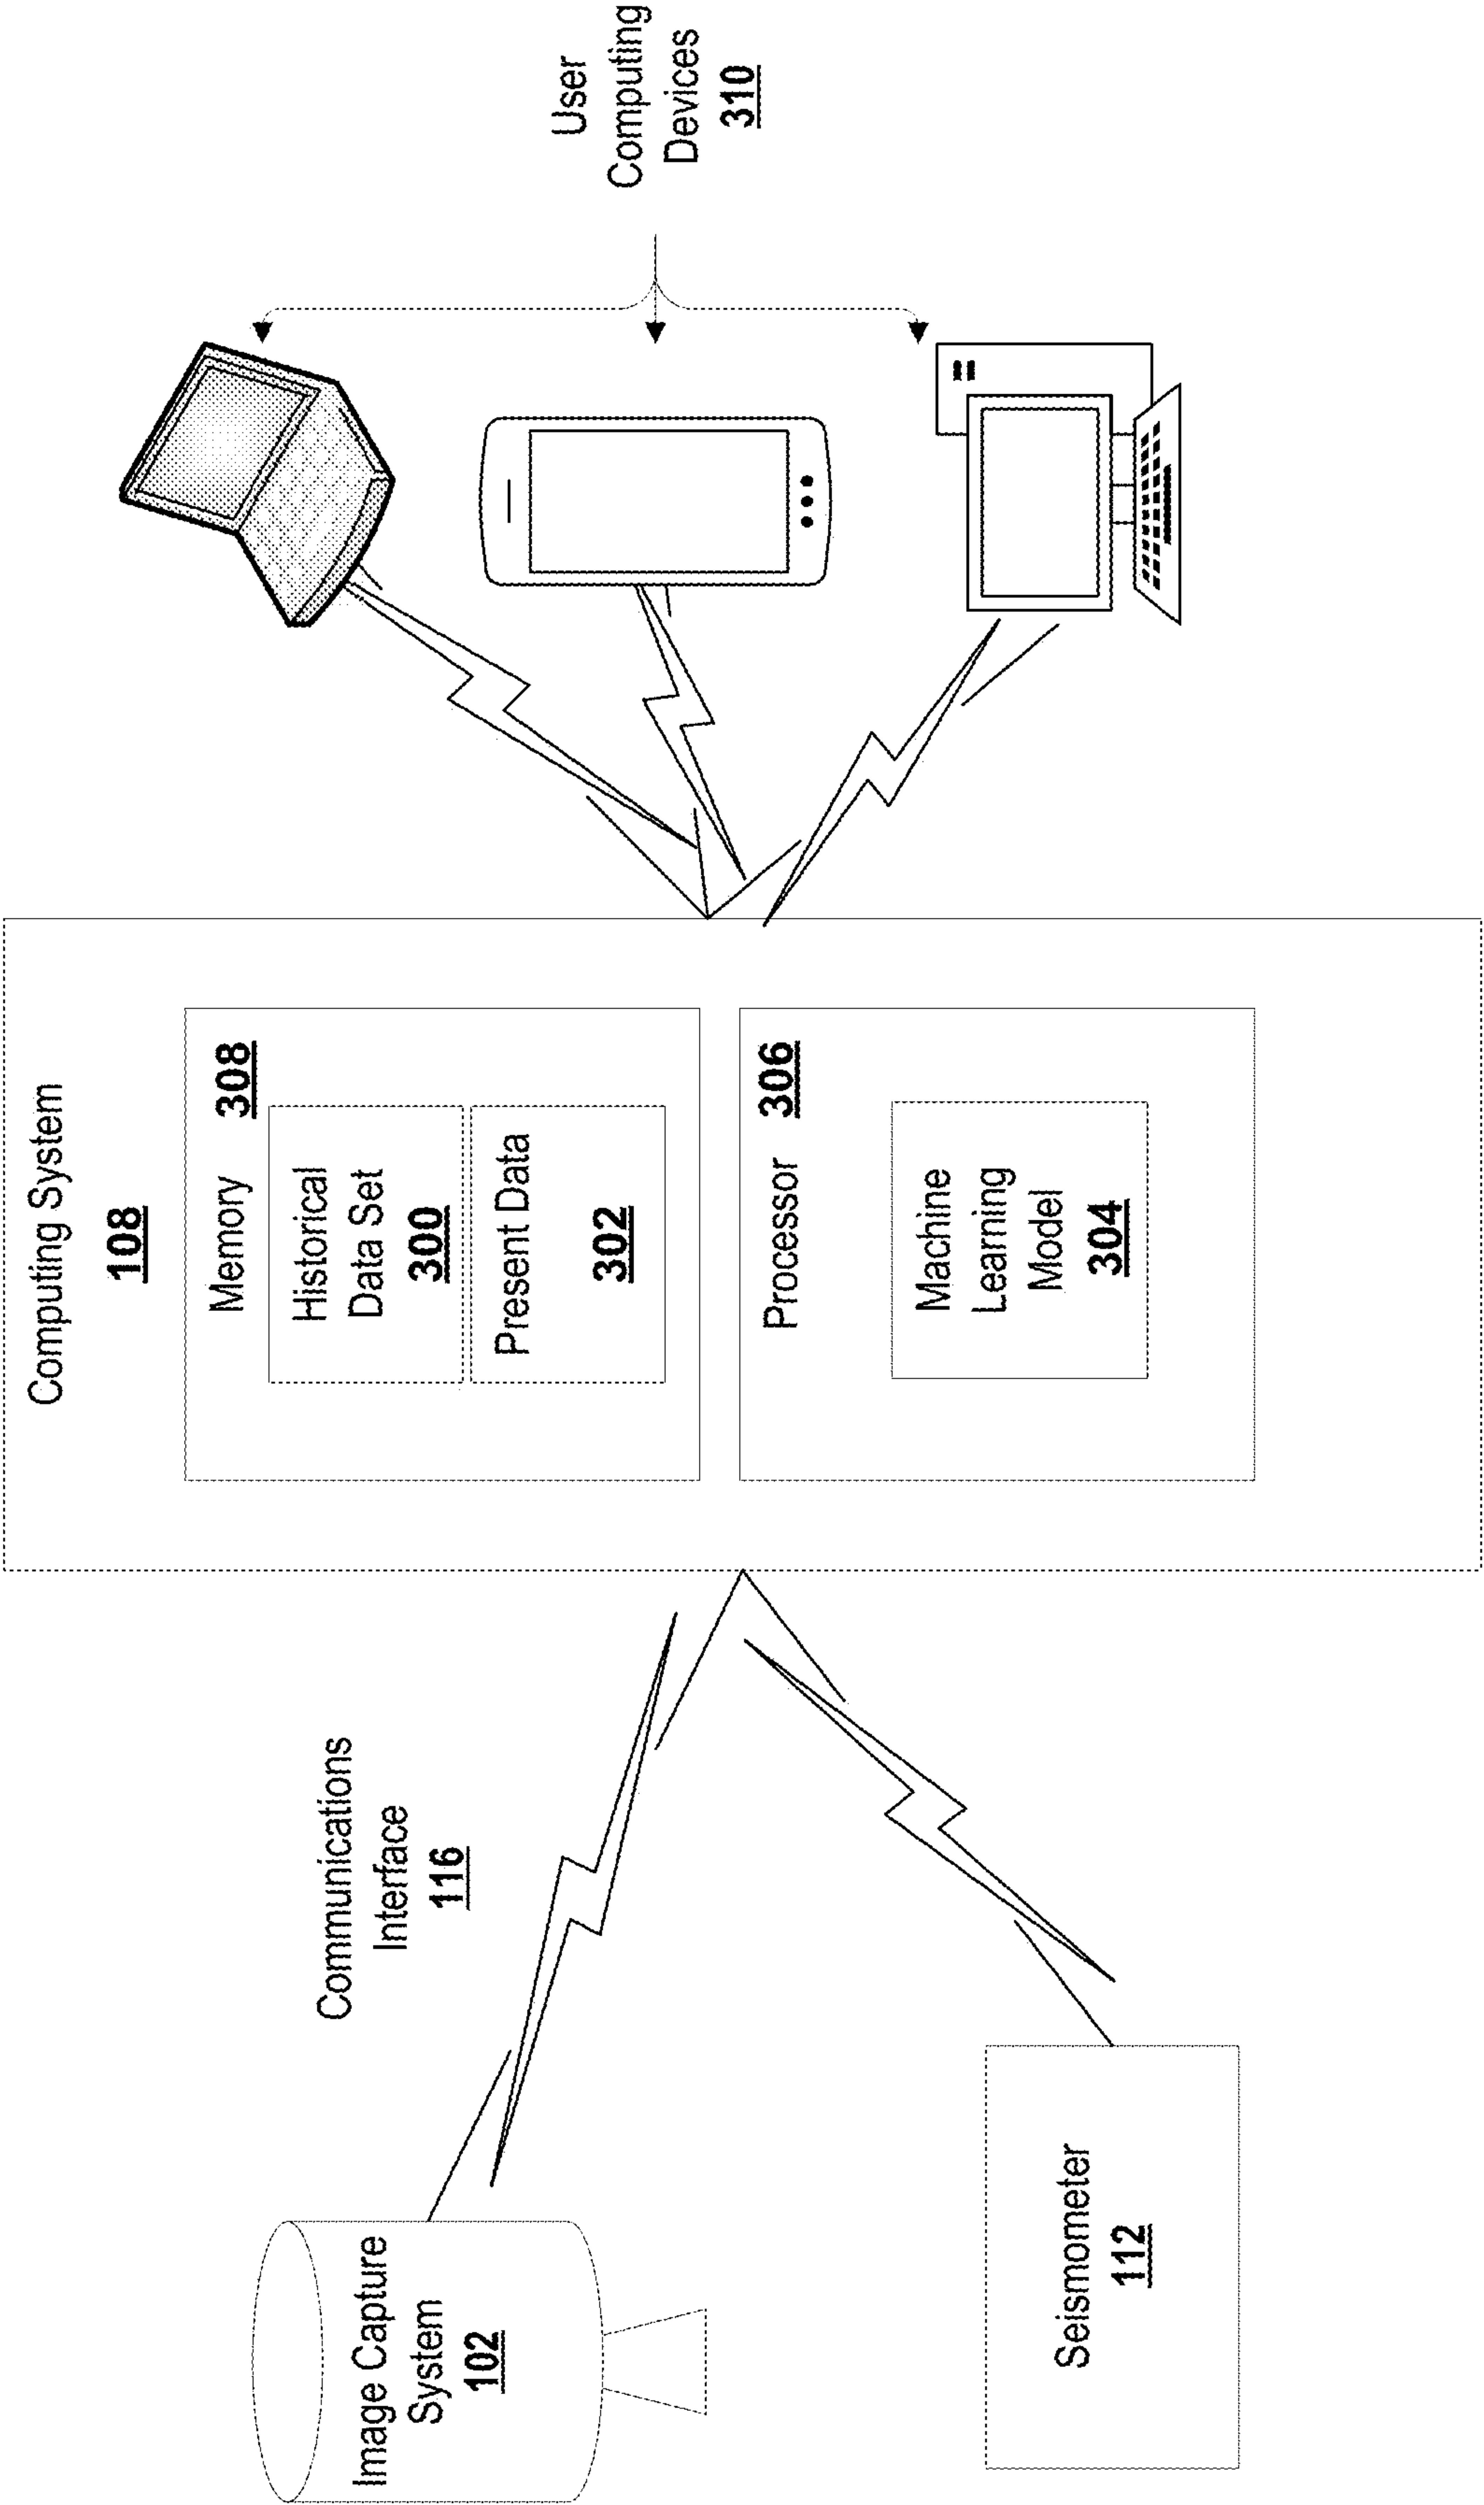 Computing System
108
Memory 308
Historical
Data Set
300
Present Data
302
Processor 306
Machine
Learning
Model
304
Communications
Interface
116
Image Capture
System
102
Seismometer
112
User
Computing
Devices
310